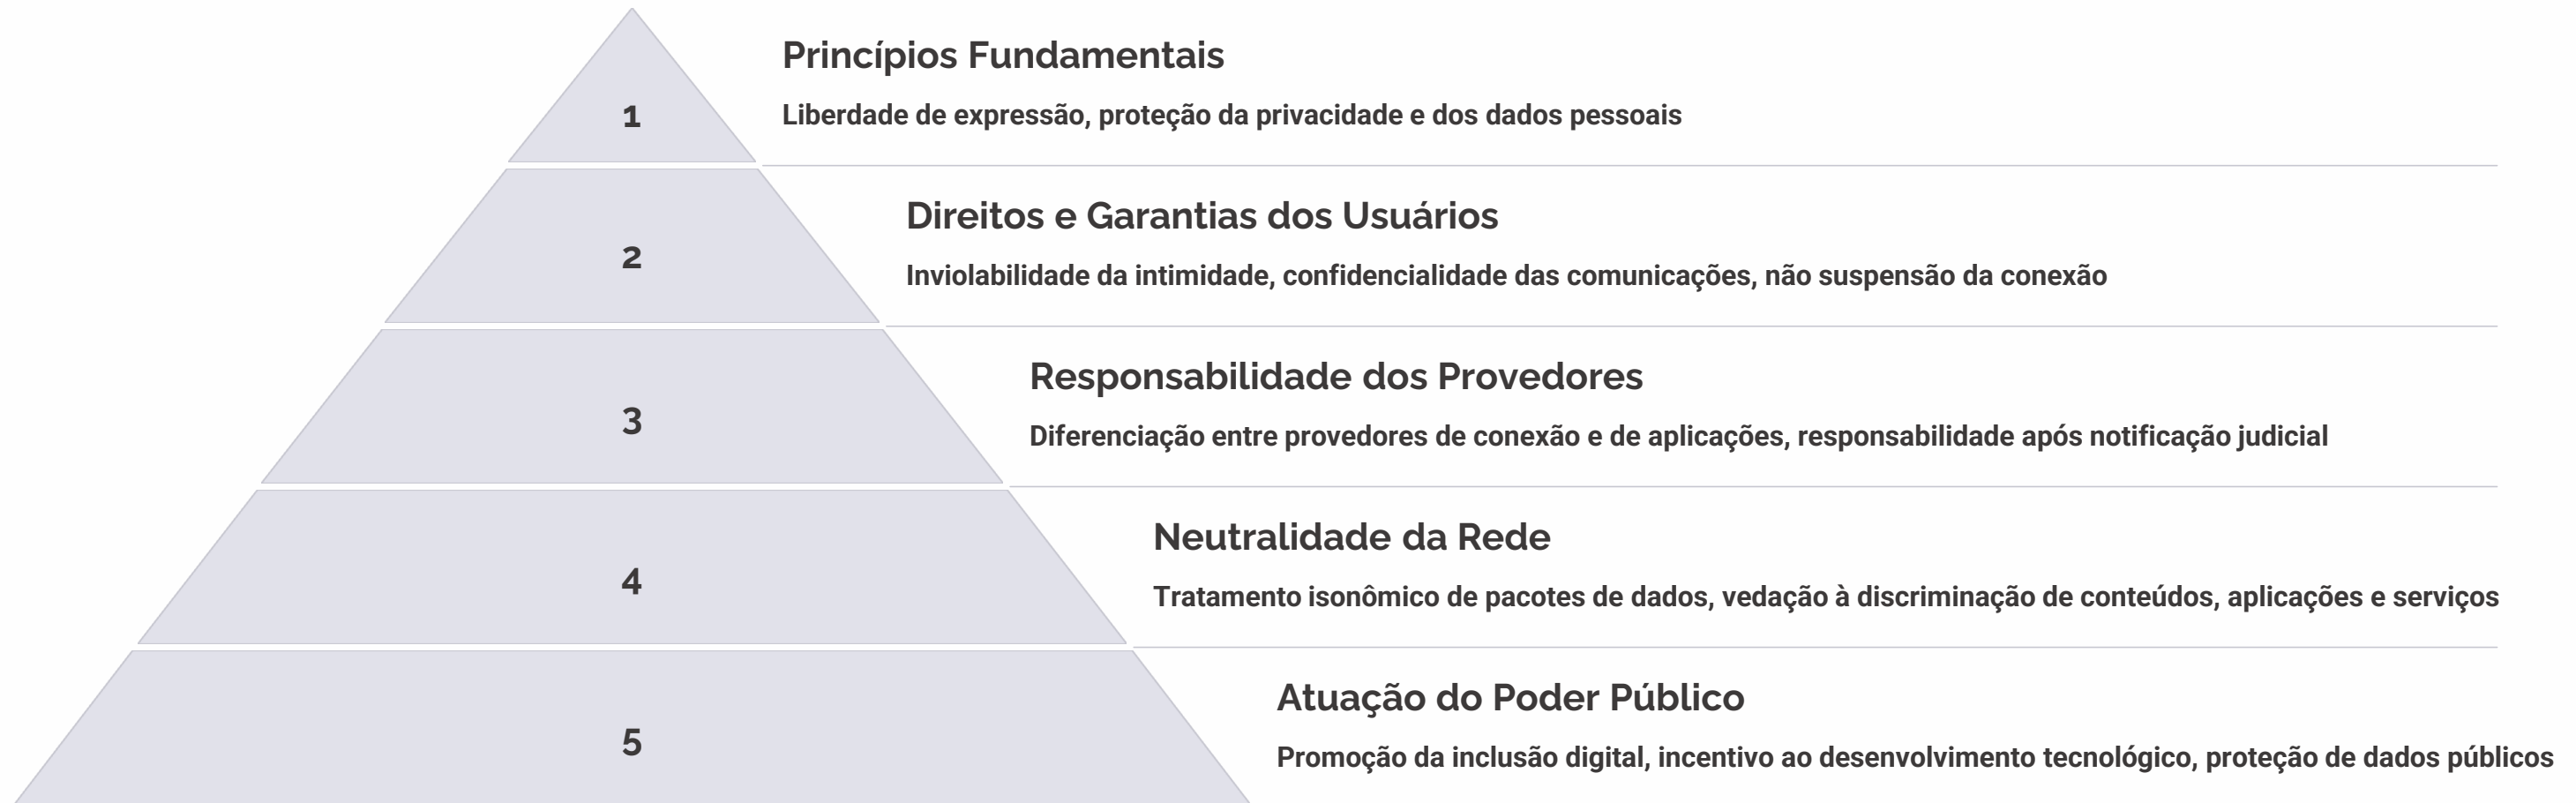 1
Princípios Fundamentais
Liberdade de expressão, proteção da privacidade e dos dados pessoais
2
Direitos e Garantias dos Usuários
Inviolabilidade da intimidade, confidencialidade das comunicações, não suspensão da conexão
3
Responsabilidade dos Provedores
Diferenciação entre provedores de conexão e de aplicações, responsabilidade após notificação judicial
4
Neutralidade da Rede
Tratamento isonômico de pacotes de dados, vedação à discriminação de conteúdos, aplicações e serviços
5
Atuação do Poder Público
Promoção da inclusão digital, incentivo ao desenvolvimento tecnológico, proteção de dados públicos